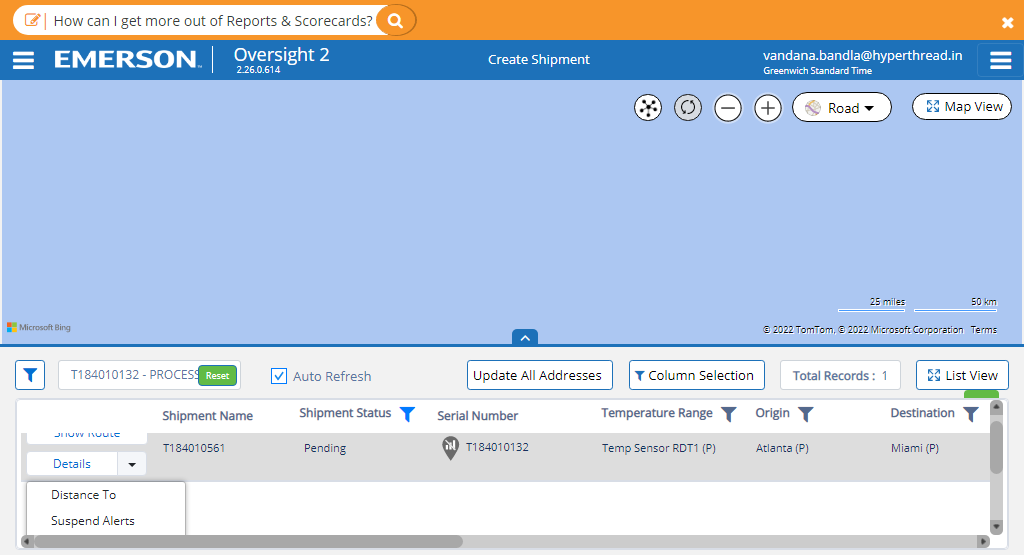 How can I get more out of Reports & Scorecards?
EMERSON
Oversight 2
2.26.0.614
Create Shipment
vandana.bandla@hyperthread.in
Greenwich Standard Time
Road
Map View
25 miles
50 km
Microsoft Bing
© 2022 TomTom, © 2022 Microsoft Corporation Terms
T184010132 - PROCESS
Reset
Auto Refresh
Update All Addresses
Column Selection
Total Records : 1
List View
Shipment Name
Shipment Status
Serial Number
Temperature Range
Origin
Destination
Show Route
T184010561
Pending
T184010132
Temp Sensor RDT1 (P)
Atlanta (P)
Miami (P)
Details
Distance To
Suspend Alerts